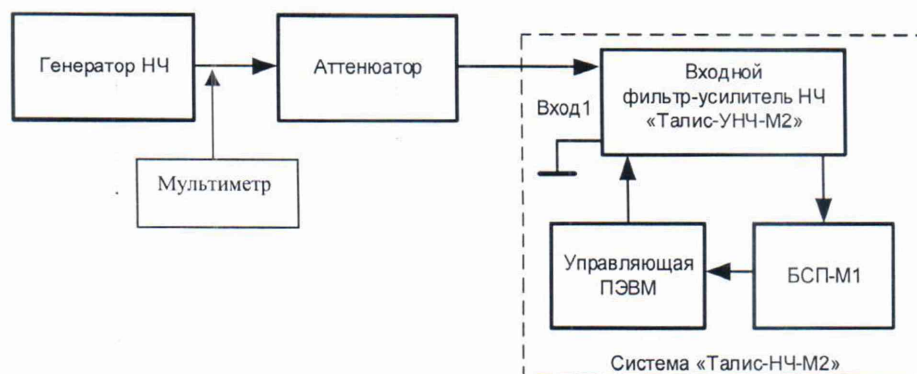 Генератор НЧ
Аттенюатор
Входной
фильтр-усилитель НЧ
«Талис-УНЧ-М2»
Вход1
Мультиметр
Управляющая
ПЭВМ
БСП-М1
Система «Талис-НЧ-М2»